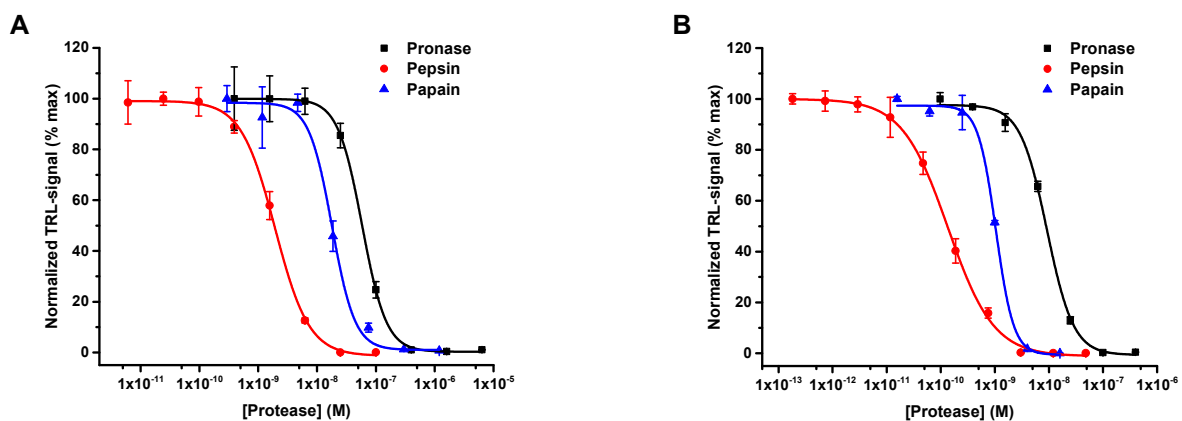 A
Normalized TRL-signal (% max)
120
100
80
60
40
20
0
Pronase
Pepsin
Papain
1x10-11 1x10-10 1x10-9 1x10-8 1x10-7 1x10-6 1x10-5
[Protease] (M)
B
Normalized TRL-signal (% max)
120
100
80
60
40
20
0
Pronase
Pepsin
Papain
1x10-13 1x10-12 1x10-11 1x10-10 1x10-9 1x10-8 1x10-7 1x10-6
[Protease] (M)